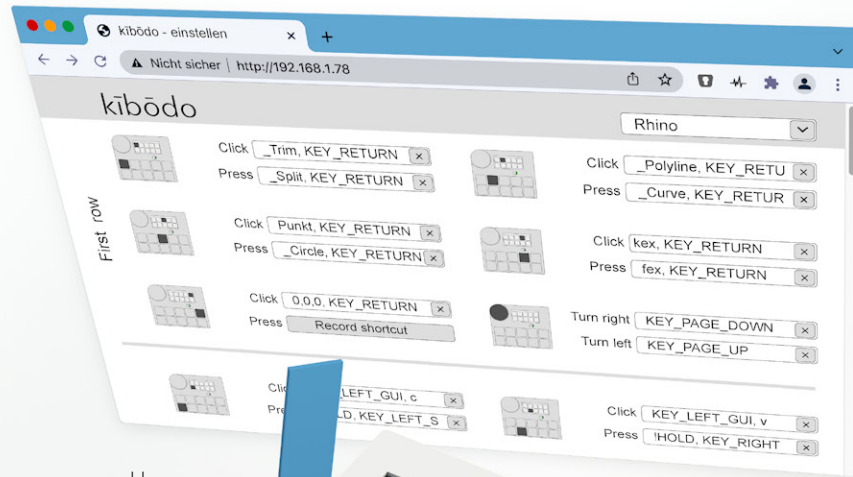 kībōdo - einstellen
Nicht sicher | http://192.168.1.78
kībōdo
Rhino
First row
Click _Trim, KEY_RETURN
Press _Split, KEY_RETURN
Click _Polyline, KEY_RETU
Press _Curve, KEY_RETUR
Click Punkt, KEY_RETURN
Press _Circle, KEY_RETURN
Click kex, KEY_RETURN
Press fex, KEY_RETURN
Click 0,0,0, KEY_RETURN
Press Record shortcut
Turn right KEY_PAGE_DOWN
Turn left KEY_PAGE_UP
LEFT_GUI, c
LD, KEY_LEFT_S
Click KEY_LEFT_GUI, v
Press !HOLD, KEY_RIGHT